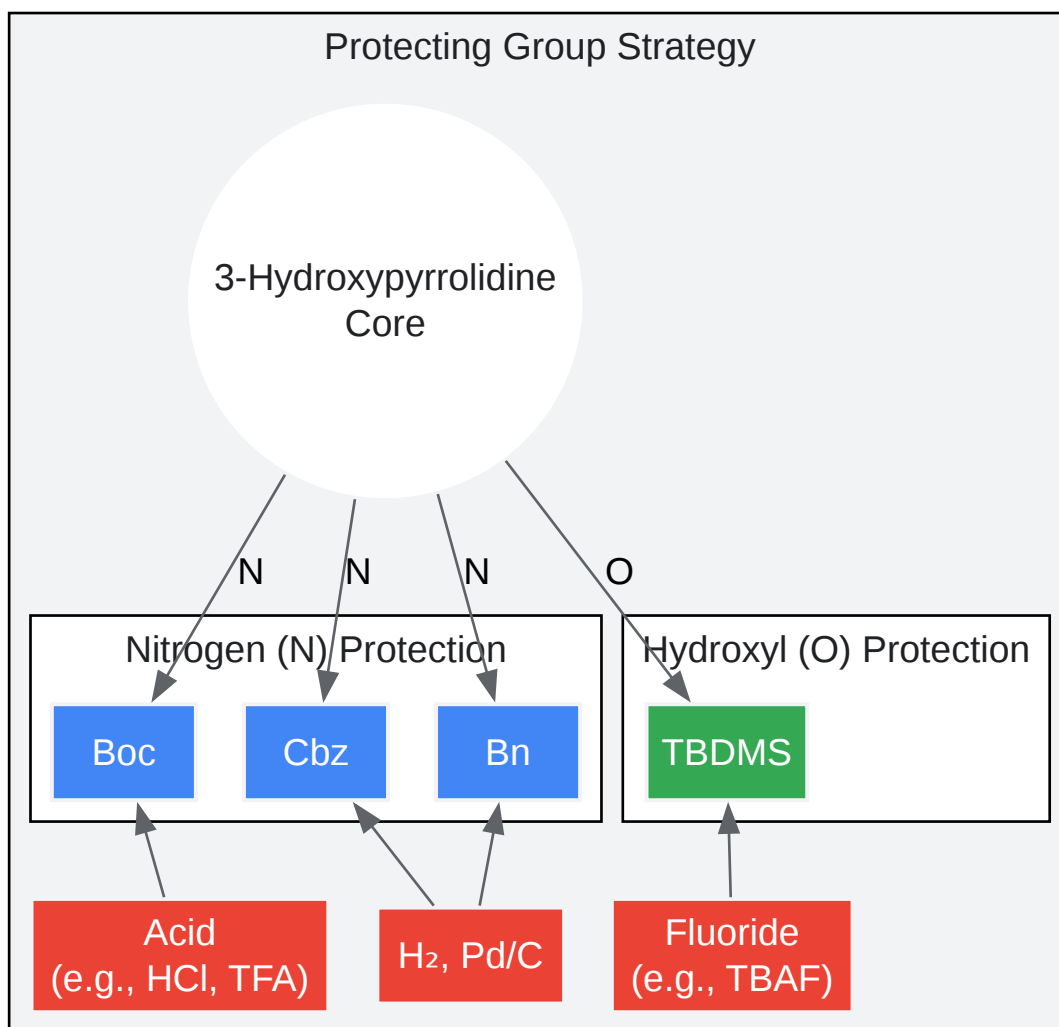 Protecting Group Strategy
3-Hydroxypyrrolidine
Core
N
N
N
O
Nitrogen (N) Protection
Hydroxyl (O) Protection
Boc
Cbz
Bn
TBDMS
Acid
(e.g., HCl, TFA)
H₂, Pd/C
Fluoride
(e.g., TBAF)